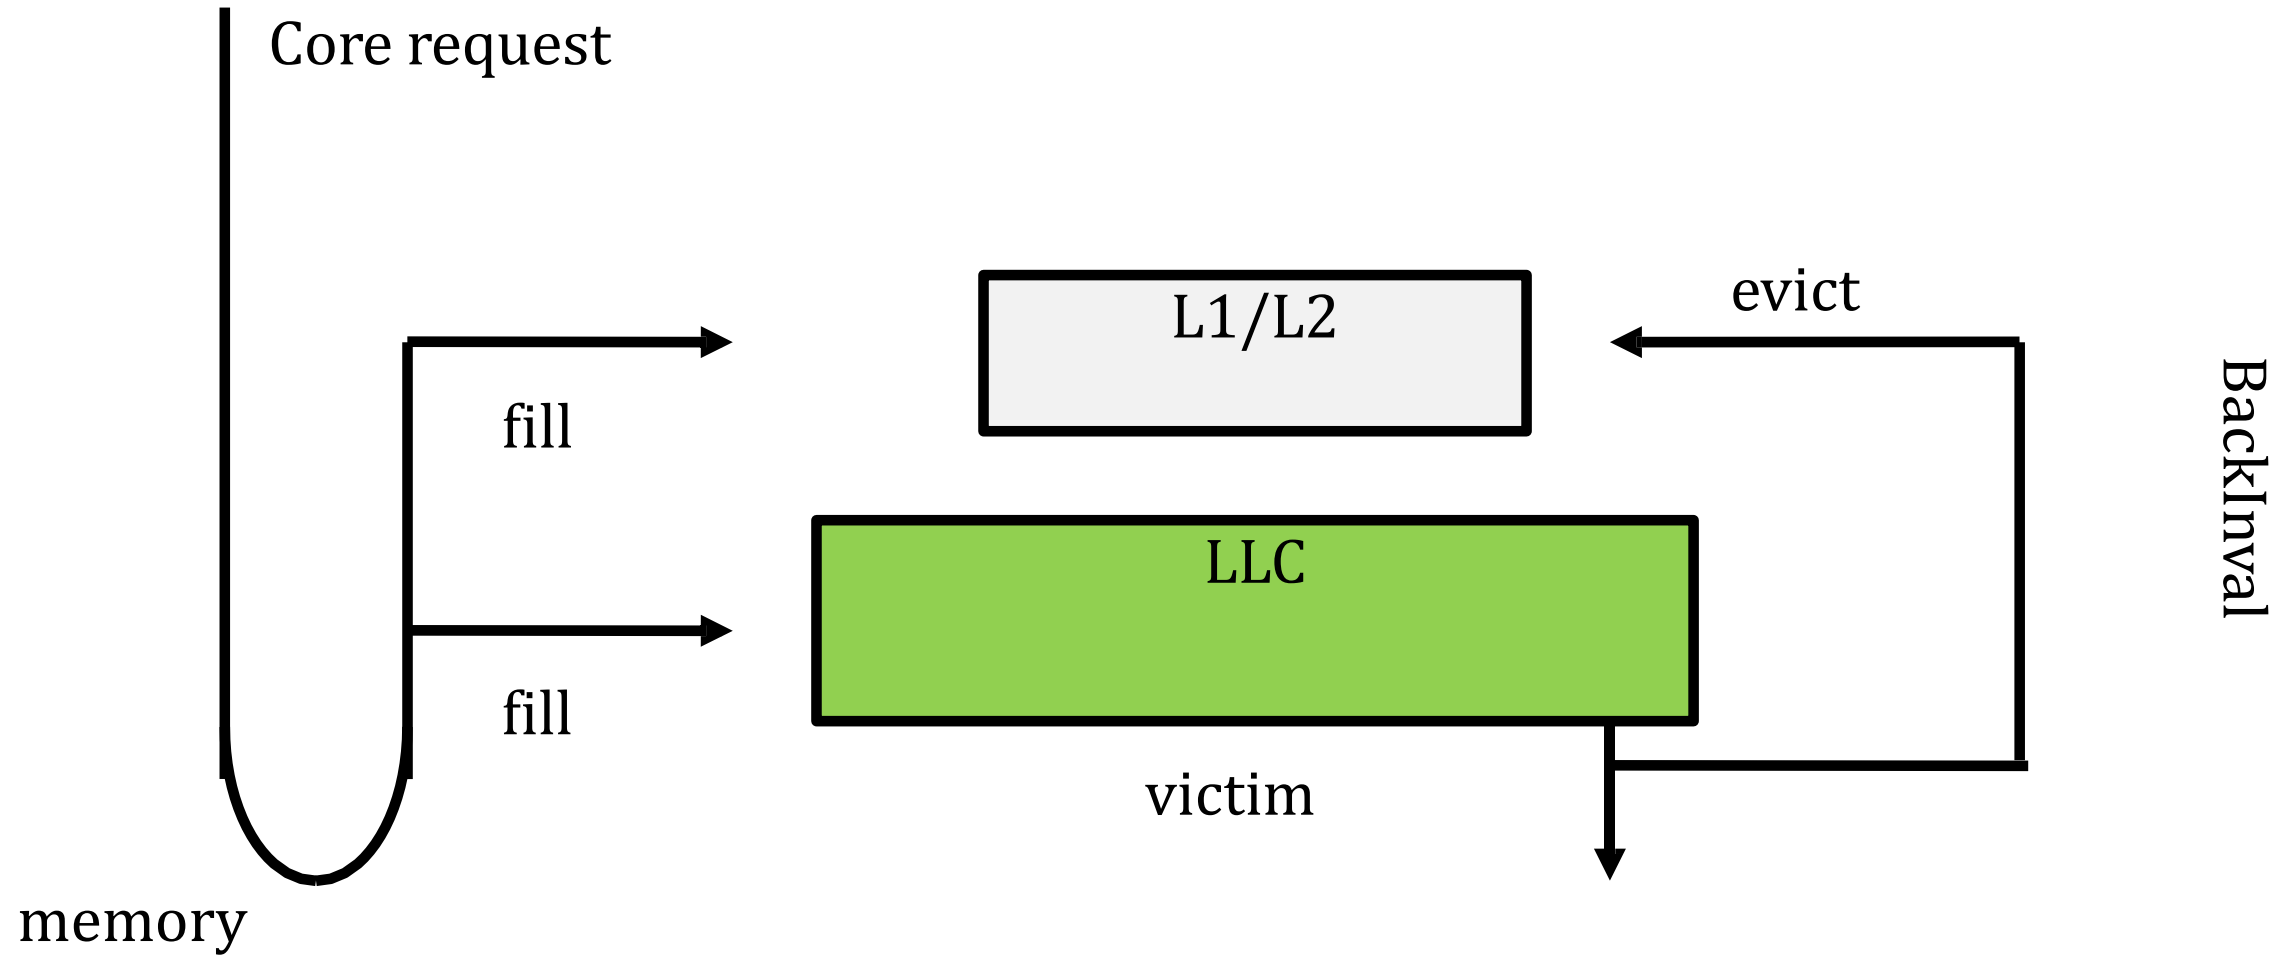 Core request
L1/L2
evict
BackInval
fill
LLC
fill
victim
memory